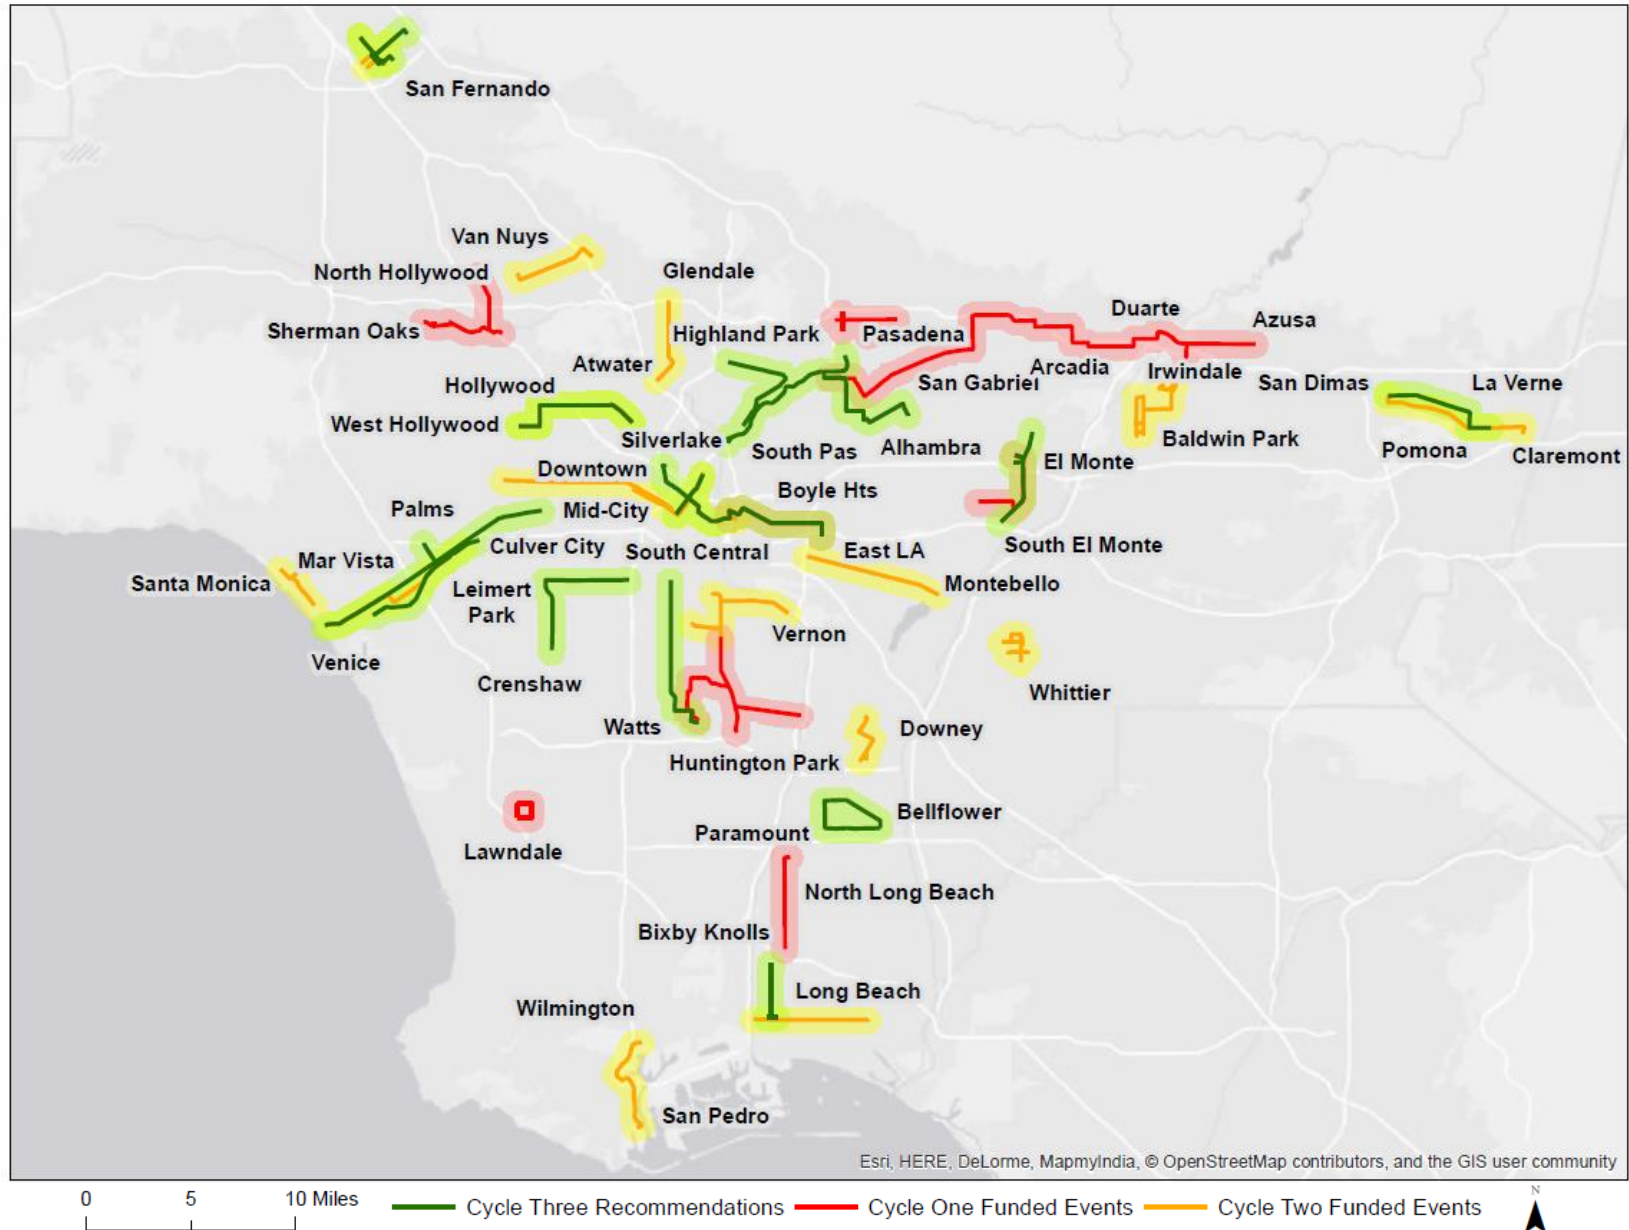 San Fernando
Van Nuys
North Hollywood
Glendale
Sherman Oaks
Highland Park
Pasadena
Duarte
Azusa
Atwater
Arcadia
Irwindale
San Gabriel
San Dimas
La Verne
Hollywood
West Hollywood
Silverlake
South Pas
Alhambra
Baldwin Park
Pomona
Claremont
El Monte
Downtown
Boyle Hts
Mid-City
Palms
Culver City
South Central
East LA
South El Monte
Mar Vista
Santa Monica
Leimert
Park
Montebello
Vernon
Venice
Crenshaw
Whittier
Watts
Downey
Huntington Park
Bellflower
Paramount
Lawndale
North Long Beach
Bixby Knolls
Long Beach
Wilmington
San Pedro
Esri, HERE, DeLorme, MapmyIndia, © OpenStreetMap contributors, and the GIS user community
0 5 10 Miles
Cycle Three Recommendations
Cycle One Funded Events
Cycle Two Funded Events
N